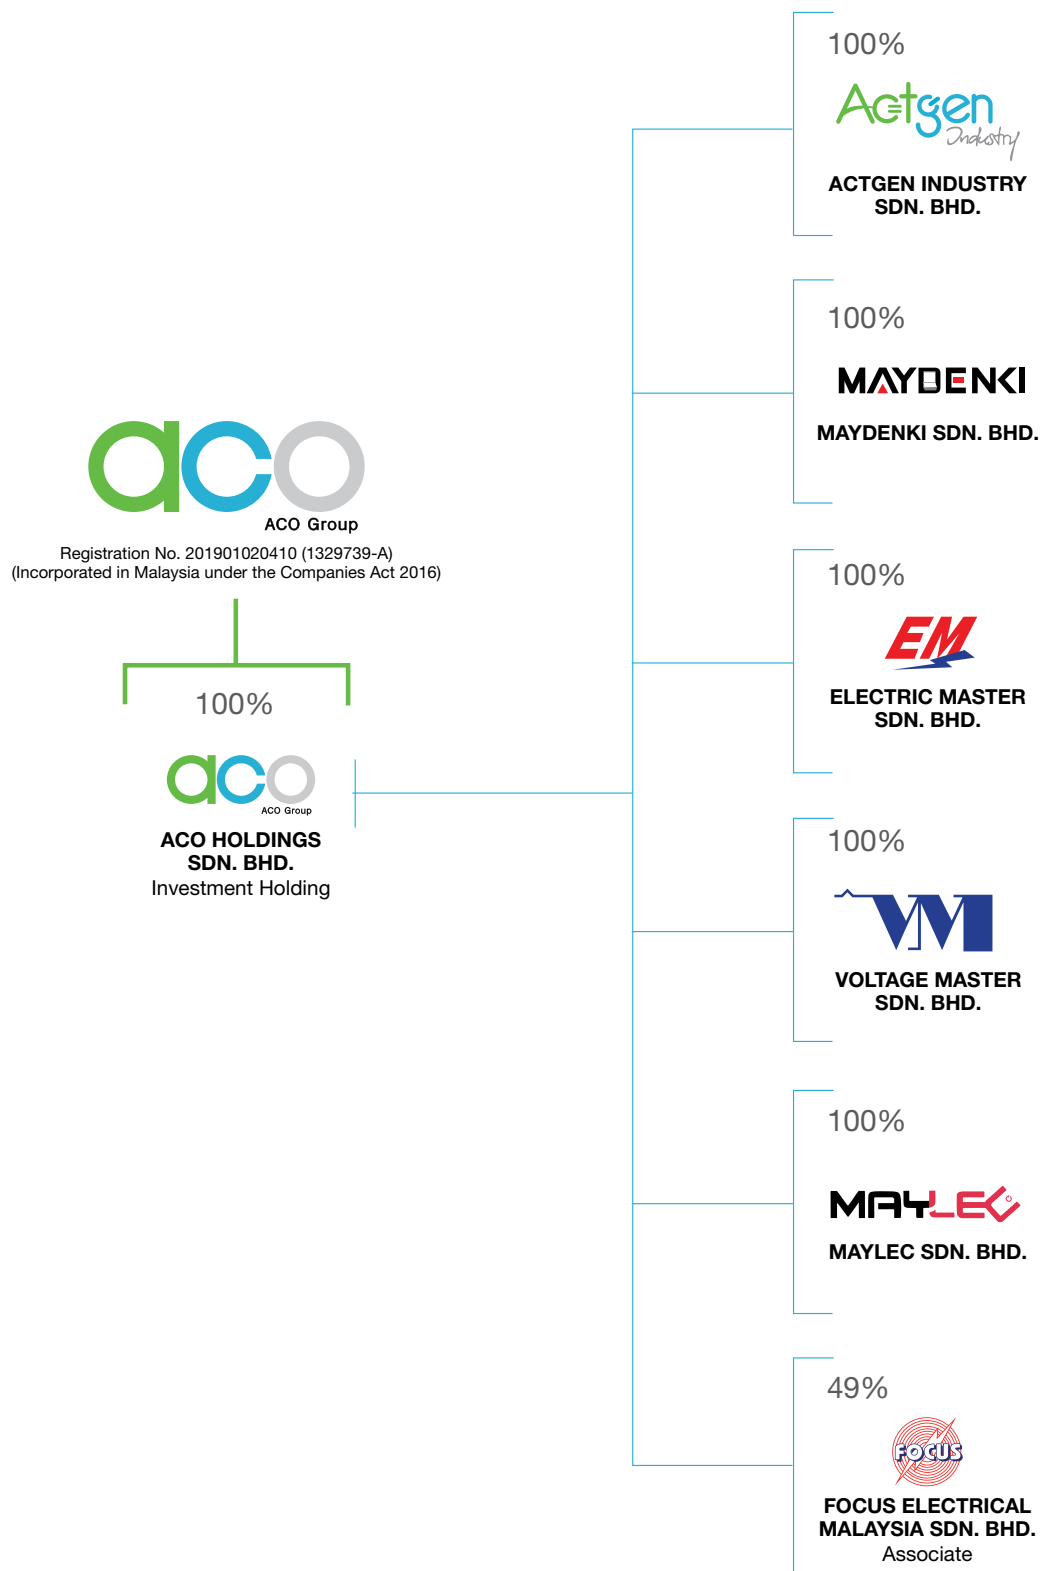 aco
ACO Group
Registration No. 201901020410 (1329739-A)
(Incorporated in Malaysia under the Companies Act 2016)
100%
aco
ACO Group
ACO HOLDINGS
SDN. BHD.
Investment Holding
100%
Actgen
Industry
ACTGEN INDUSTRY
SDN. BHD.
100%
MAYDENKI
MAYDENKI SDN. BHD.
100%
EM
ELECTRIC MASTER
SDN. BHD.
100%
VM
VOLTAGE MASTER
SDN. BHD.
100%
MAYLEC
MAYLEC SDN. BHD.
49%
FOCUS
FOCUS ELECTRICAL
MALAYSIA SDN. BHD.
Associate